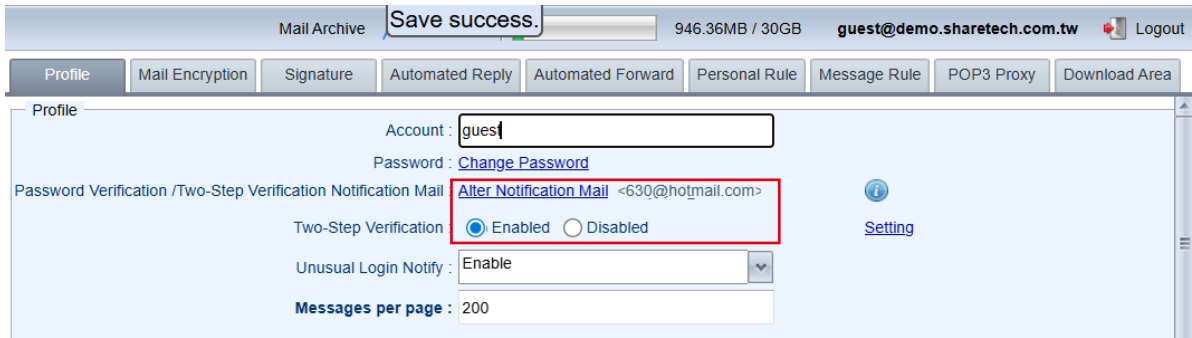 Mail Archive Save success. 946.36MB / 30GB guest@demo.sharetech.com.tw Logout
Profile Mail Encryption Signature Automated Reply Automated Forward Personal Rule Message Rule POP3 Proxy Download Area
Profile
Account : guest
Password : Change Password
Password Verification /Two-Step Verification Notification Mail : Alter Notification Mail <630@hotmail.com>
Two-Step Verification : Enabled Disabled Setting
Unusual Login Notify : Enable
Messages per page : 200